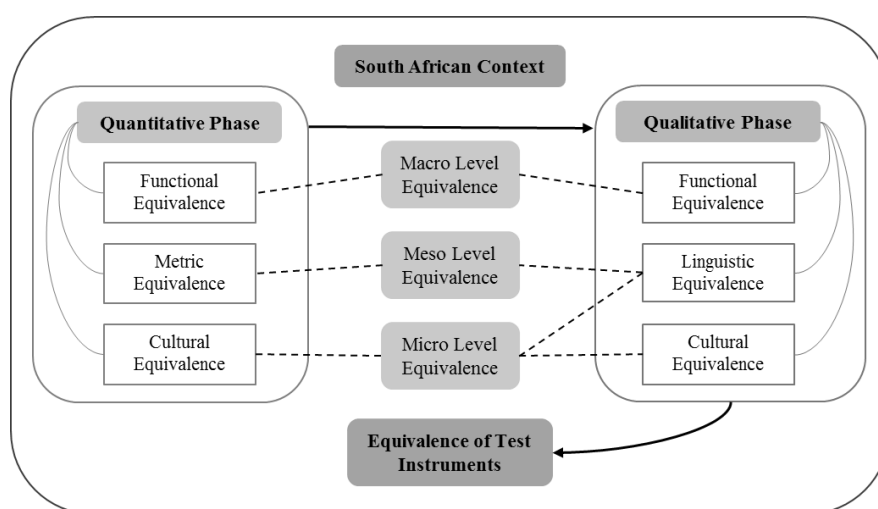 South African Context
Quantitative Phase
Functional
Equivalence
Metric
Equivalence
Cultural
Equivalence
Macro Level
Equivalence
Meso Level
Equivalence
Micro Level
Equivalence
Qualitative Phase
Functional
Equivalence
Linguistic
Equivalence
Cultural
Equivalence
Equivalence of Test
Instruments